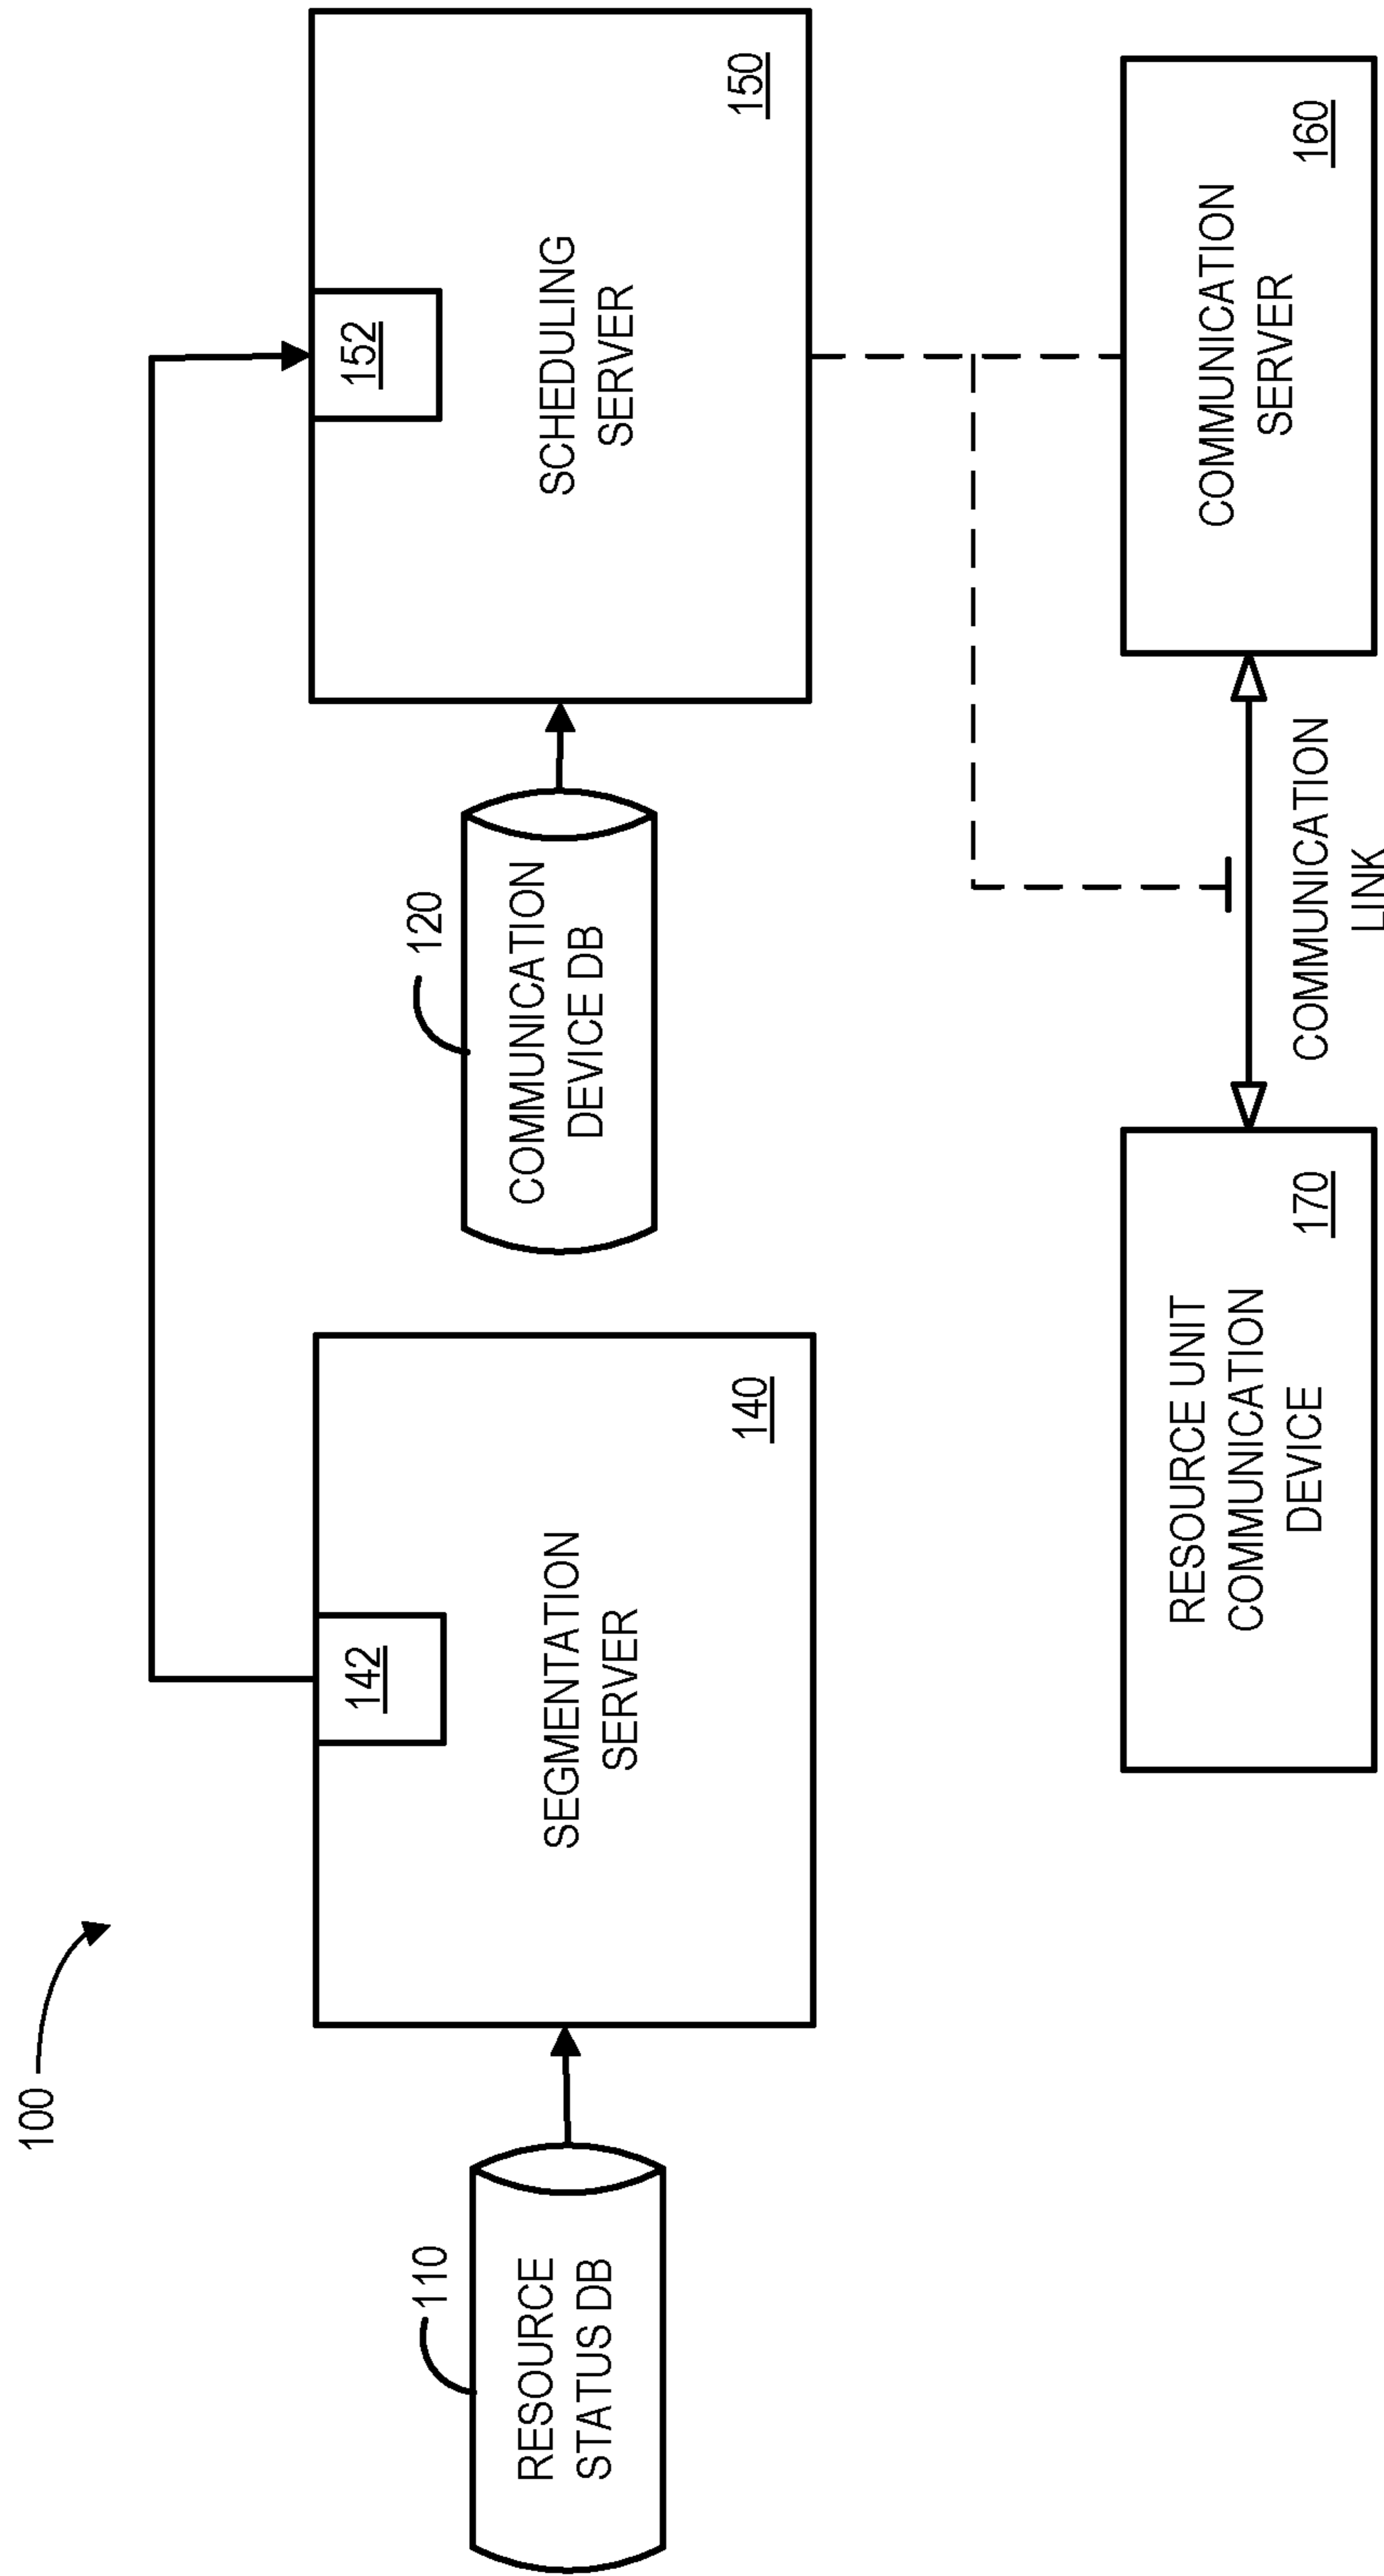 100
110
RESOURCE
STATUS DB
142
SEGMENTATION
SERVER
140
120
COMMUNICATION
DEVICE DB
152
SCHEDULING
SERVER
150
RESOURCE UNIT
COMMUNICATION
DEVICE
170
COMMUNICATION
LINK
COMMUNICATION
SERVER
160